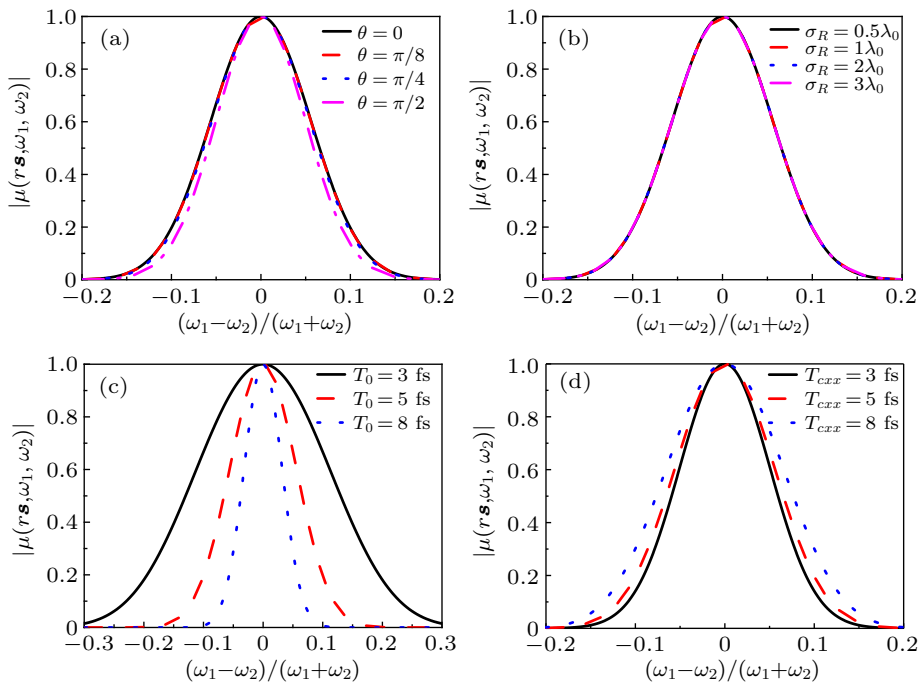 (a)
θ = 0
θ = π/8
θ = π/4
θ = π/2
1.0
0.8
0.6
0.4
0.2
0
|μ(rs,ω₁, ω₂)|
−0.2 −0.1 0 0.1 0.2
(ω₁−ω₂)/(ω₁+ω₂)
(b)
σ_R = 0.5λ₀
σ_R = 1λ₀
σ_R = 2λ₀
σ_R = 3λ₀
1.0
0.8
0.6
0.4
0.2
0
|μ(rs,ω₁, ω₂)|
−0.2 −0.1 0 0.1 0.2
(ω₁−ω₂)/(ω₁+ω₂)
(c)
T₀ = 3 fs
T₀ = 5 fs
T₀ = 8 fs
1.0
0.8
0.6
0.4
0.2
0
|μ(rs,ω₁, ω₂)|
−0.3 −0.2 −0.1 0 0.1 0.2 0.3
(ω₁−ω₂)/(ω₁+ω₂)
(d)
T_cxx = 3 fs
T_cxx = 5 fs
T_cxx = 8 fs
1.0
0.8
0.6
0.4
0.2
0
|μ(rs,ω₁, ω₂)|
−0.2 −0.1 0 0.1 0.2
(ω₁−ω₂)/(ω₁+ω₂)